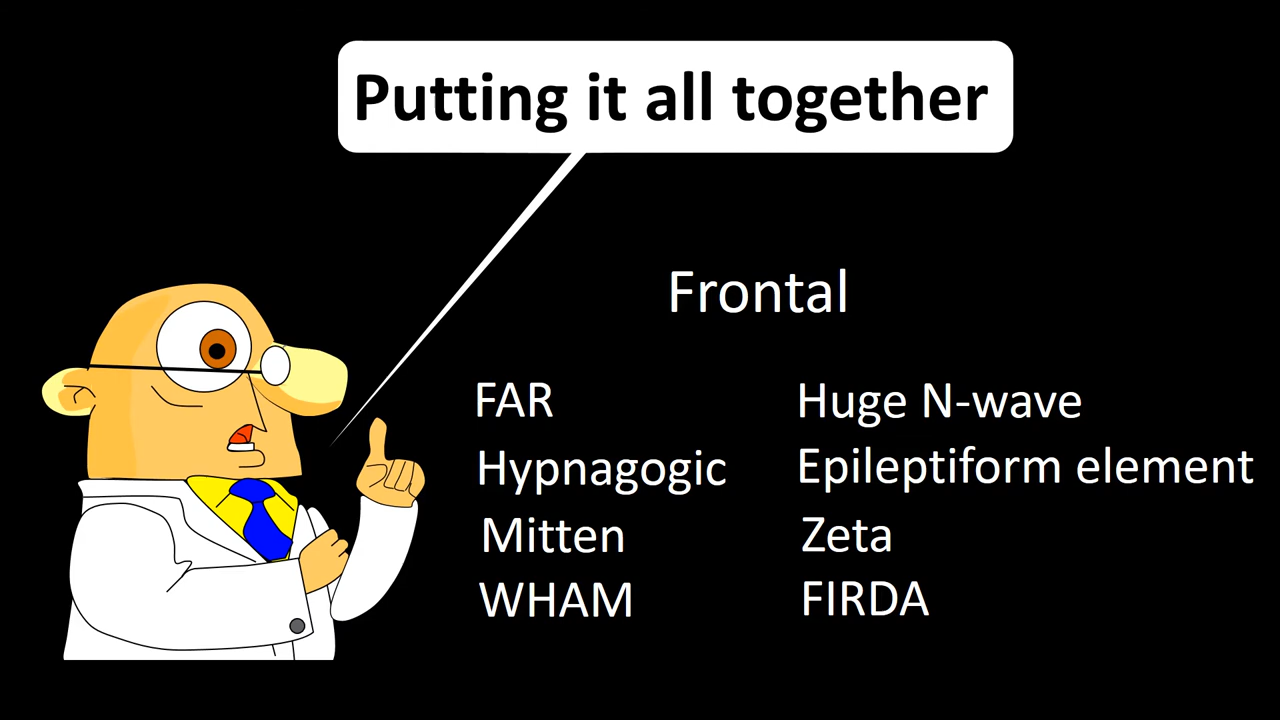 Putting it all together
Frontal
FAR
Hypnagogic
Mitten
WHAM
Huge N-wave
Epileptiform element
Zeta
FIRDA